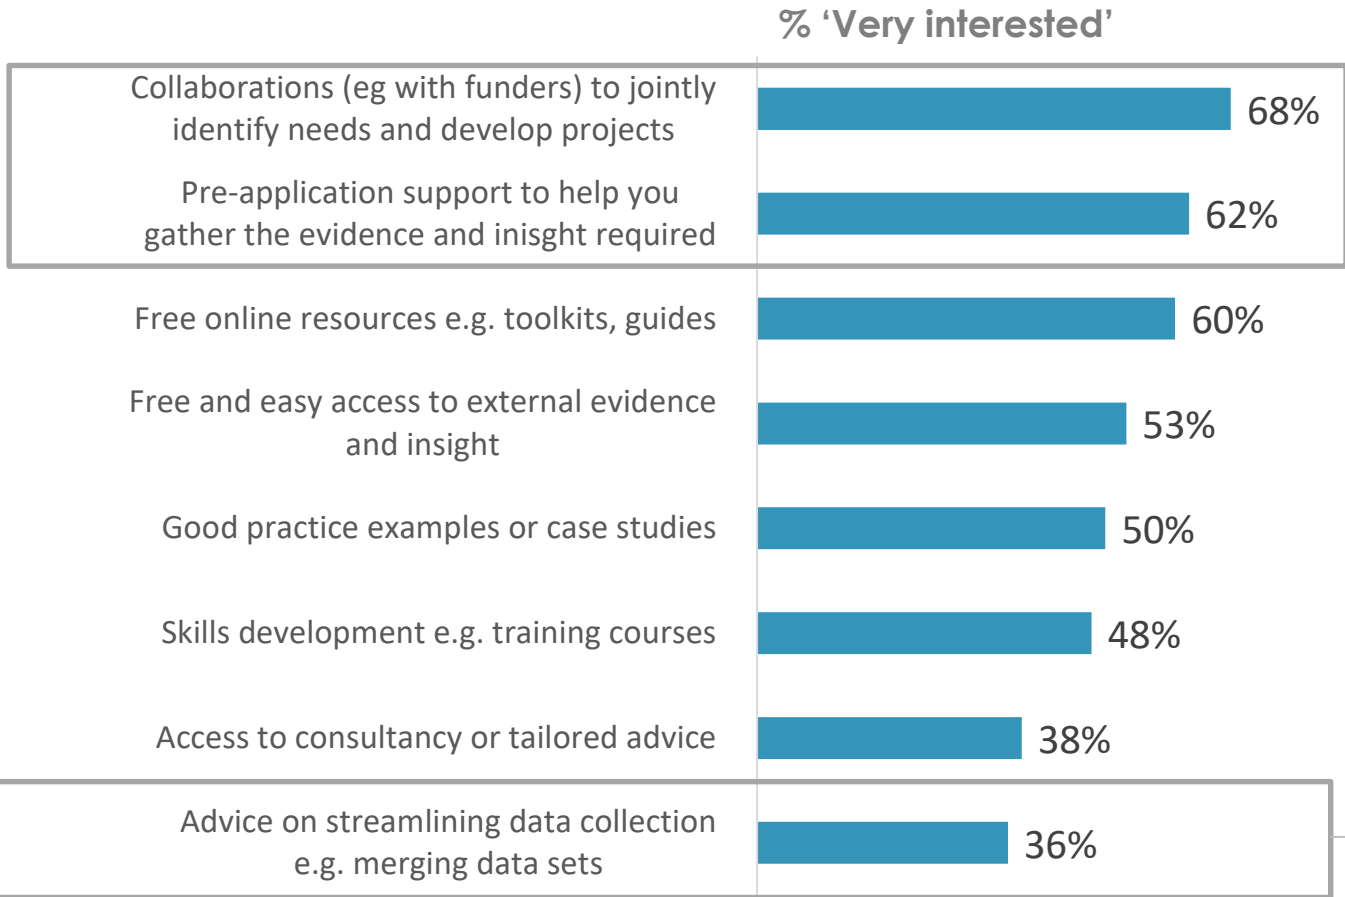 % ‘Very interested’
Collaborations (eg with funders) to jointly
identify needs and develop projects
68%
Pre-application support to help you
gather the evidence and inisght required
62%
Free online resources e.g. toolkits, guides
60%
Free and easy access to external evidence
and insight
53%
Good practice examples or case studies
50%
Skills development e.g. training courses
48%
Access to consultancy or tailored advice
38%
Advice on streamlining data collection
e.g. merging data sets
36%